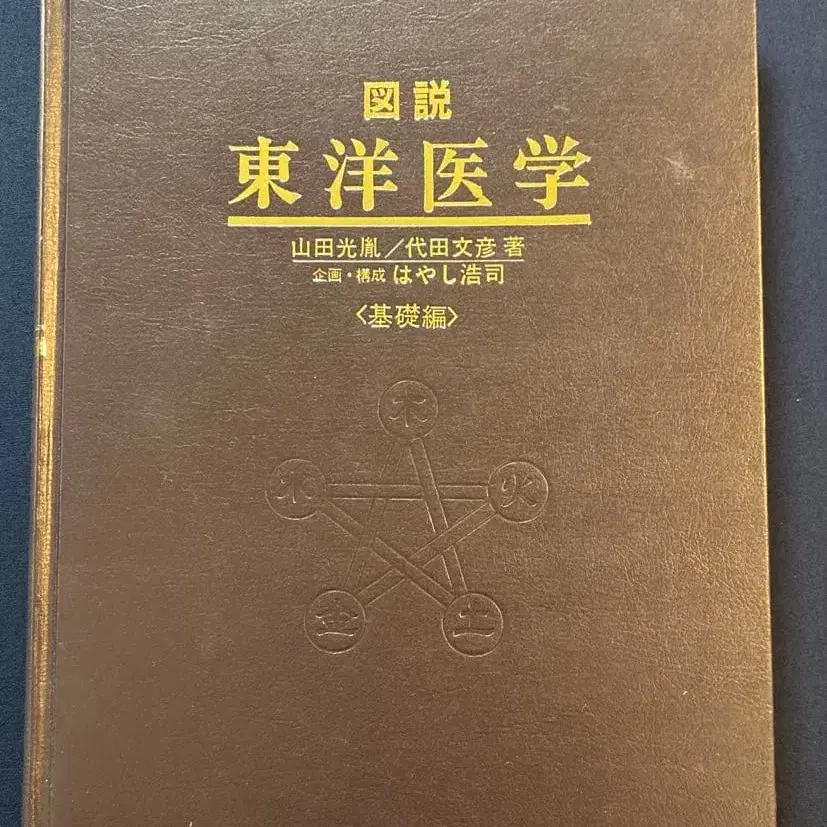 図説
東洋医学
山田光胤／代田文彦 著
企画・構成 はやし浩司
〈基礎編〉
木
水 火
金 土